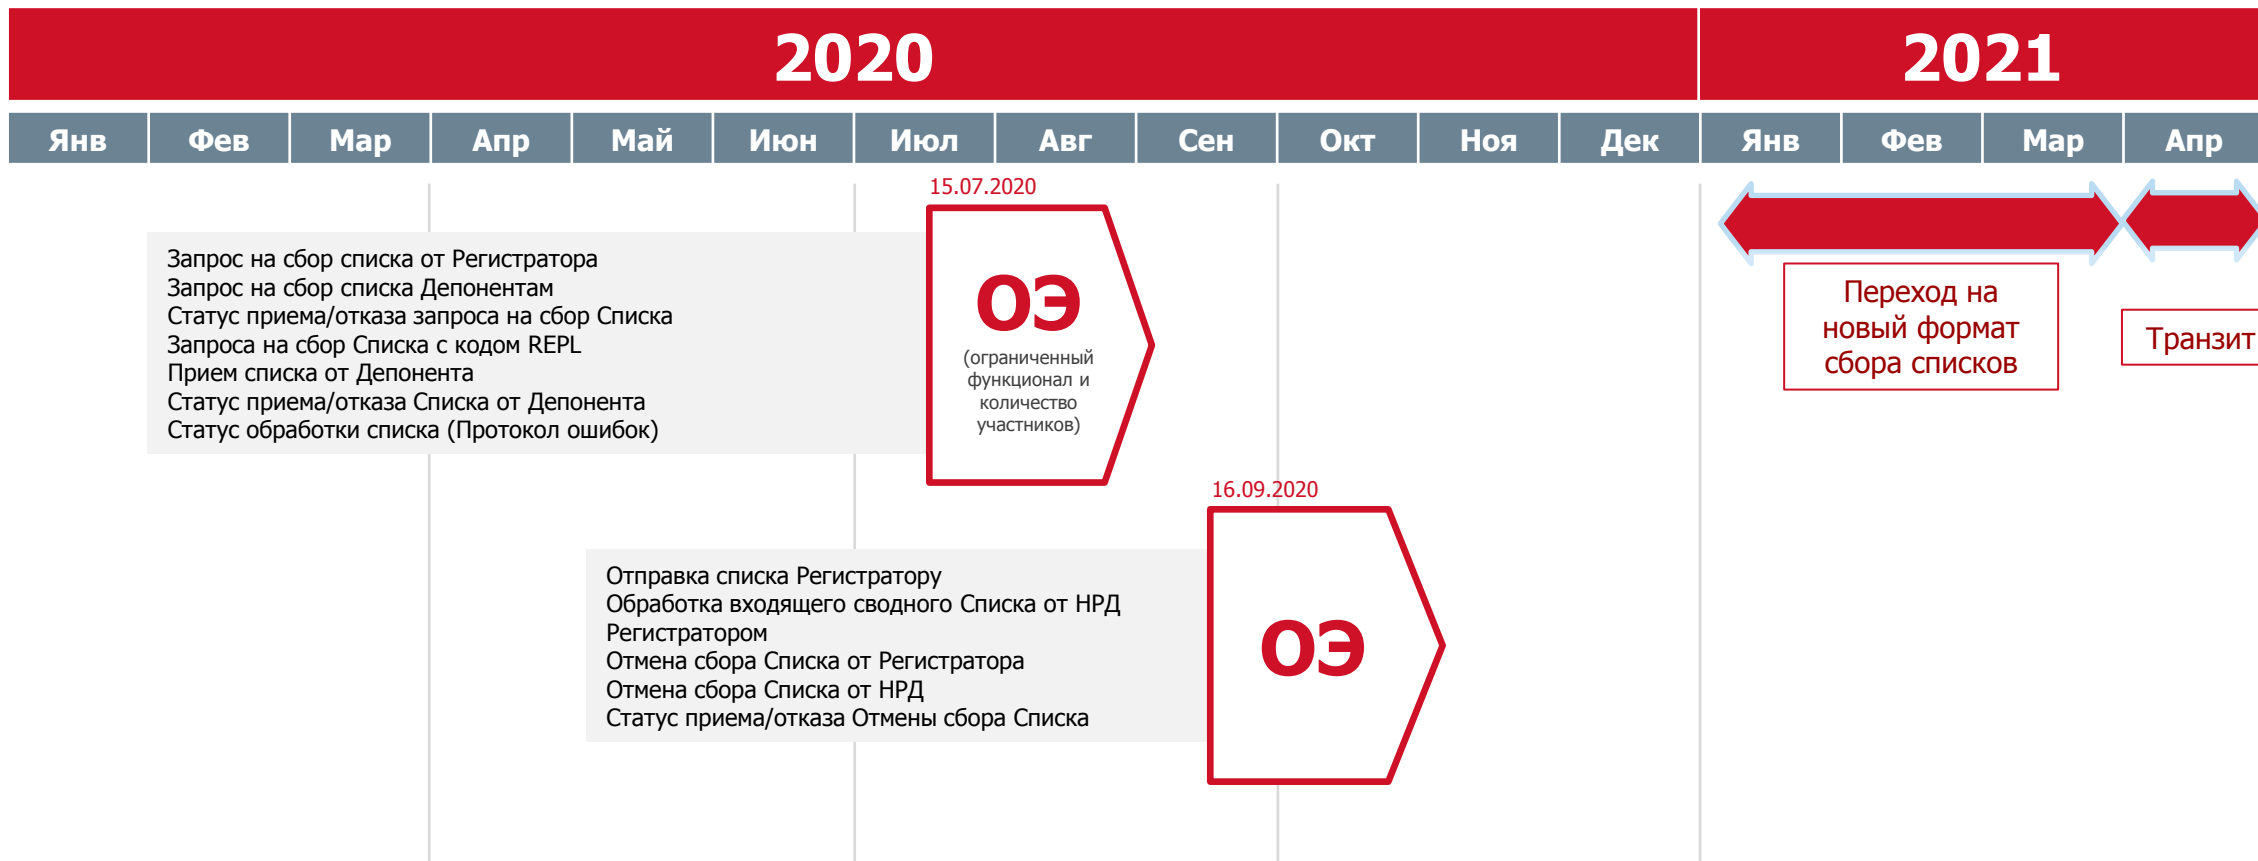 2020
2021
Янв Фев Мар Апр Май Июн Июл Авг Сен Окт Ноя Дек Янв Фев Мар Апр
15.07.2020
Запрос на сбор списка от Регистратора
Запрос на сбор списка Депонентам
Статус приема/отказа запроса на сбор Списка
Запроса на сбор Списка с кодом REPL
Прием списка от Депонента
Статус приема/отказа Списка от Депонента
Статус обработки списка (Протокол ошибок)
ОЭ
(ограниченный
функционал и
количество
участников)
Переход на
новый формат
сбора списков
Транзит
16.09.2020
Отправка списка Регистратору
Обработка входящего сводного Списка от НРД
Регистратором
Отмена сбора Списка от Регистратора
Отмена сбора Списка от НРД
Статус приема/отказа Отмены сбора Списка
ОЭ